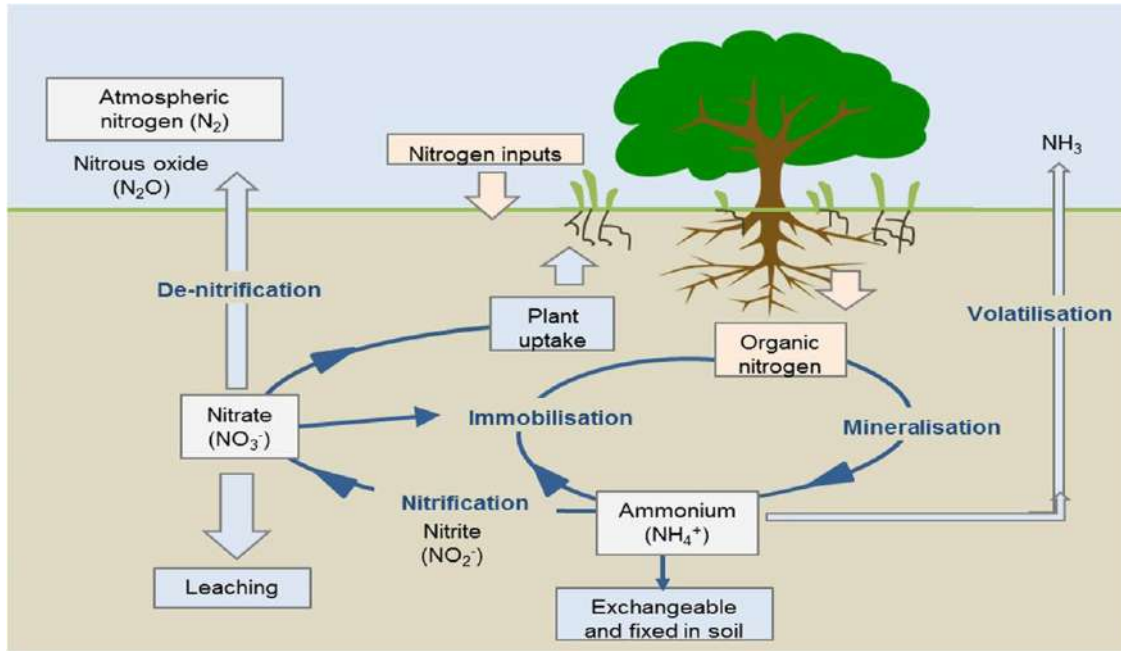 Atmospheric
nitrogen (N₂)
Nitrous oxide
(N₂O)
Nitrogen inputs
NH₃
De-nitrification
Plant
uptake
Volatilisation
Organic
nitrogen
Nitrate
(NO₃⁻)
Immobilisation
Mineralisation
Nitrification
Nitrite
(NO₂⁻)
Ammonium
(NH₄⁺)
Leaching
Exchangeable
and fixed in soil